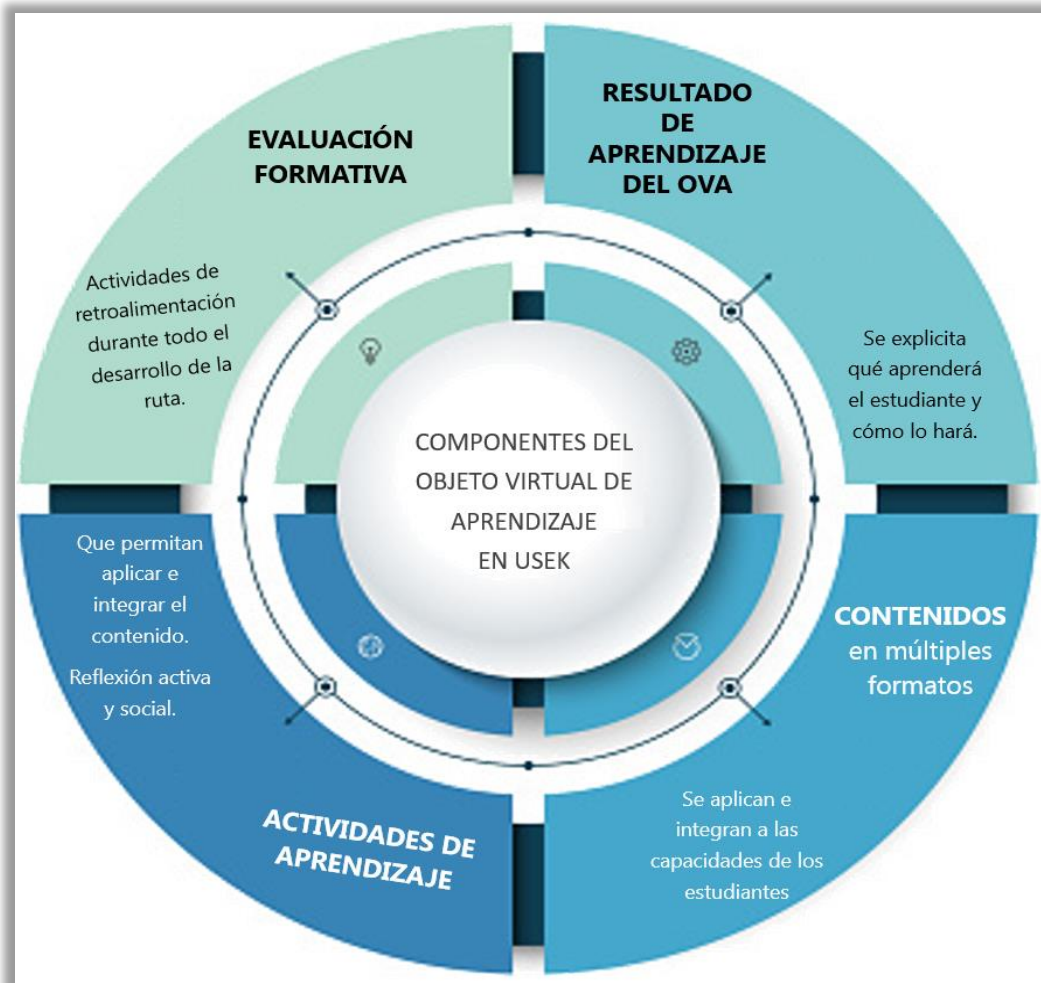 EVALUACIÓN
FORMATIVA
Actividades de
retroalimentación
durante todo el
desarrollo de la
ruta.
RESULTADO
DE
APRENDIZAJE
DEL OVA
Se explicita
qué aprenderá
el estudiante y
cómo lo hará.
COMPONENTES DEL
OBJETO VIRTUAL DE
APRENDIZAJE
EN USEK
Que permitan
aplicar e
integrar el
contenido.
Reflexión activa
y social.
ACTIVIDADES DE
APRENDIZAJE
CONTENIDOS
en múltiples
formatos
Se aplican e
integran a las
capacidades de los
estudiantes